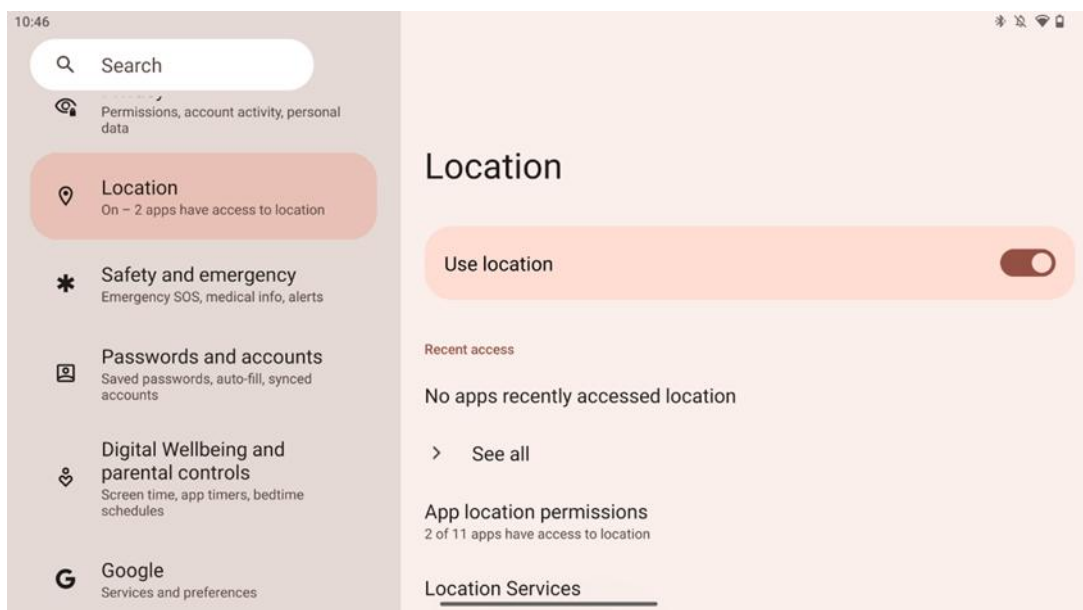 10:46
Search
Permissions, account activity, personal
data
Location
On – 2 apps have access to location
Safety and emergency
Emergency SOS, medical info, alerts
Passwords and accounts
Saved passwords, auto-fill, synced
accounts
Digital Wellbeing and
parental controls
Screen time, app timers, bedtime
schedules
Google
Services and preferences
Location
Use location
Recent access
No apps recently accessed location
See all
App location permissions
2 of 11 apps have access to location
Location Services